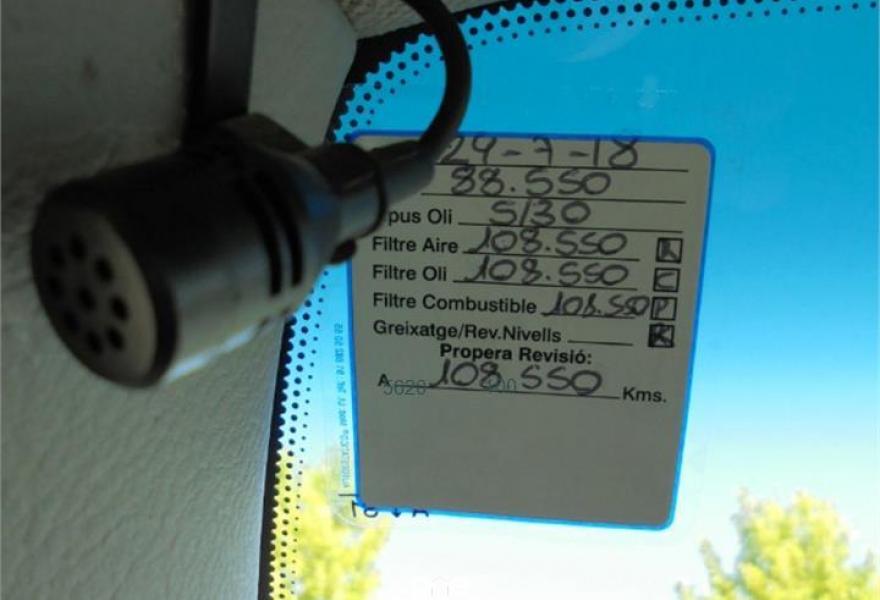 29-7-18
88.550
pus Oli 5/30
Filtre Aire 108.550 R
Filtre Oli 108.550 C
Filtre Combustible 108.550 P
Greixatge/Rev.Nivells R
Propera Revisió:
A 108.550 Kms.